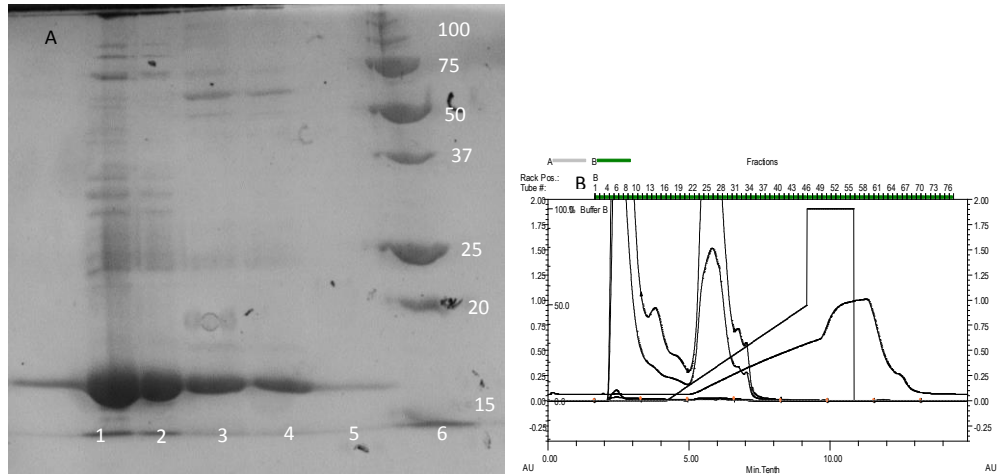 A
100
75
50
37
25
20
15
1 2 3 4 5 6
A B Fractions
Rack Pos.: B
Tube #: 1 4 6 8 10 13 16 19 22 25 28 31 34 37 40 43 46 49 52 55 58 61 64 67 70 73 76
B
2.00 2.00
100.0 % Buffer B
1.75 1.75
1.50 1.50
1.25 1.25
1.00 50.0 1.00
0.75 0.75
0.50 0.50
0.25 0.25
0.00 0.0 0.00
-0.25 -0.25
AU 0.00 5.00 10.00 AU
Min.Tenth